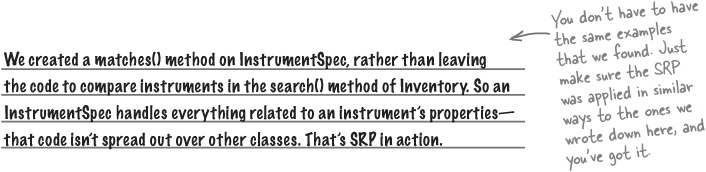 We created a matches() method on InstrumentSpec, rather than leaving
the code to compare instruments in the search() method of Inventory. So an
InstrumentSpec handles everything related to an instrument's properties—
that code isn't spread out over other classes. That's SRP in action.
You don't have to have
the same examples
that we found. Just
make sure the SRP
was applied in similar
ways to the ones we
wrote down here, and
you've got it.